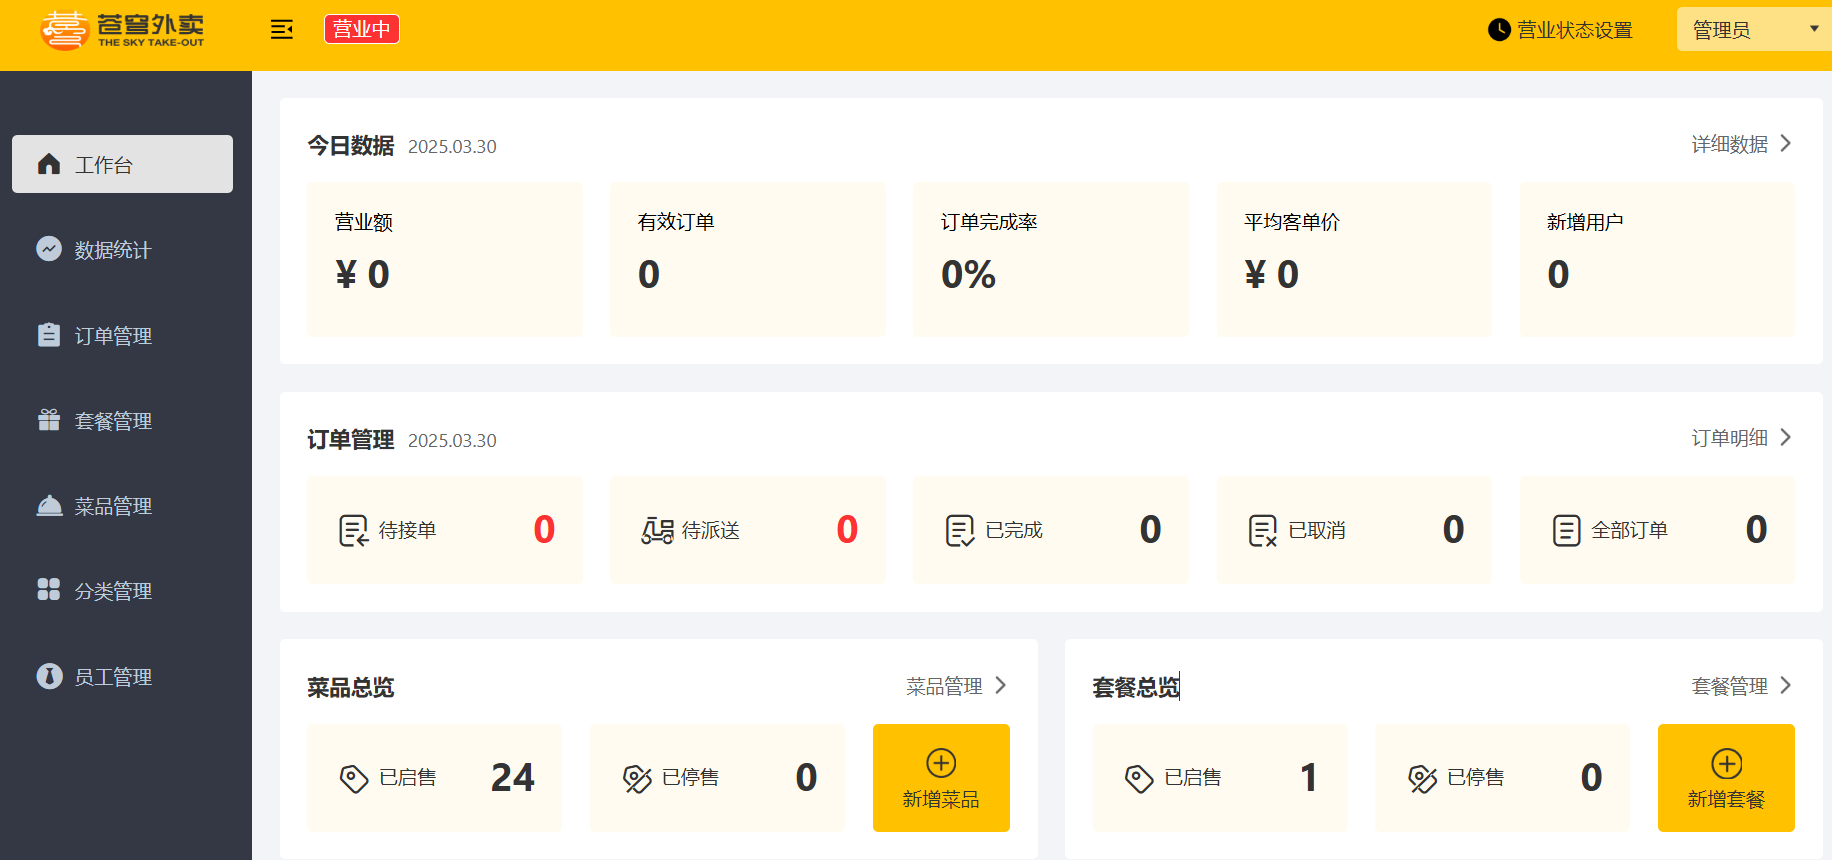 苍穹外卖
THE SKY TAKE-OUT
营业中
营业状态设置
管理员
工作台
数据统计
订单管理
套餐管理
菜品管理
分类管理
员工管理
今日数据 2025.03.30
详细数据
营业额
¥ 0
有效订单
0
订单完成率
0%
平均客单价
¥ 0
新增用户
0
订单管理 2025.03.30
订单明细
待接单 0
待派送 0
已完成 0
已取消 0
全部订单 0
菜品总览
菜品管理
已启售 24
已停售 0
新增菜品
套餐总览
套餐管理
已启售 1
已停售 0
新增套餐